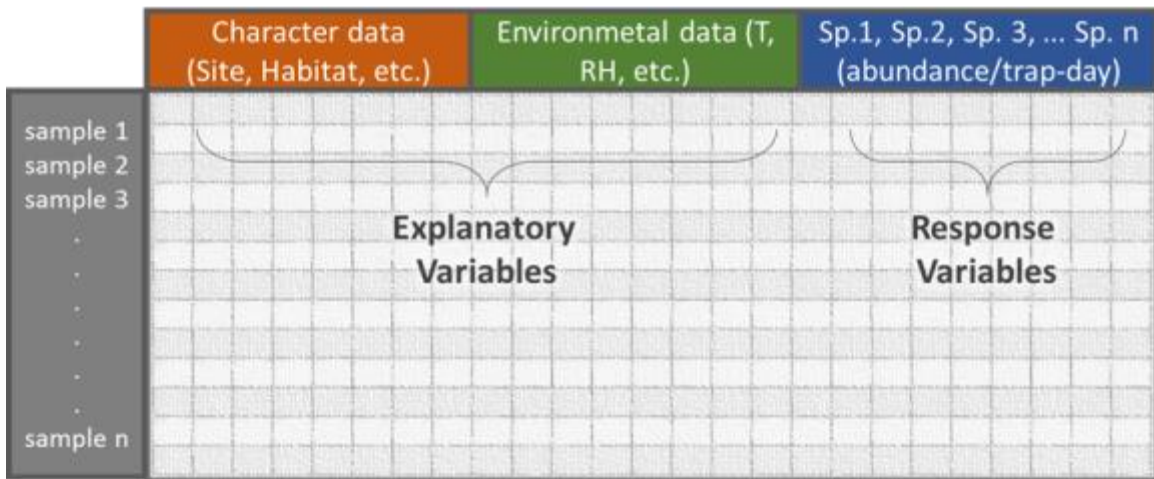 Character data
(Site, Habitat, etc.)
Environmetal data (T,
RH, etc.)
Sp.1, Sp.2, Sp. 3, ... Sp. n
(abundance/trap-day)
sample 1
sample 2
sample 3
.
.
.
.
.
.
sample n
Explanatory
Variables
Response
Variables